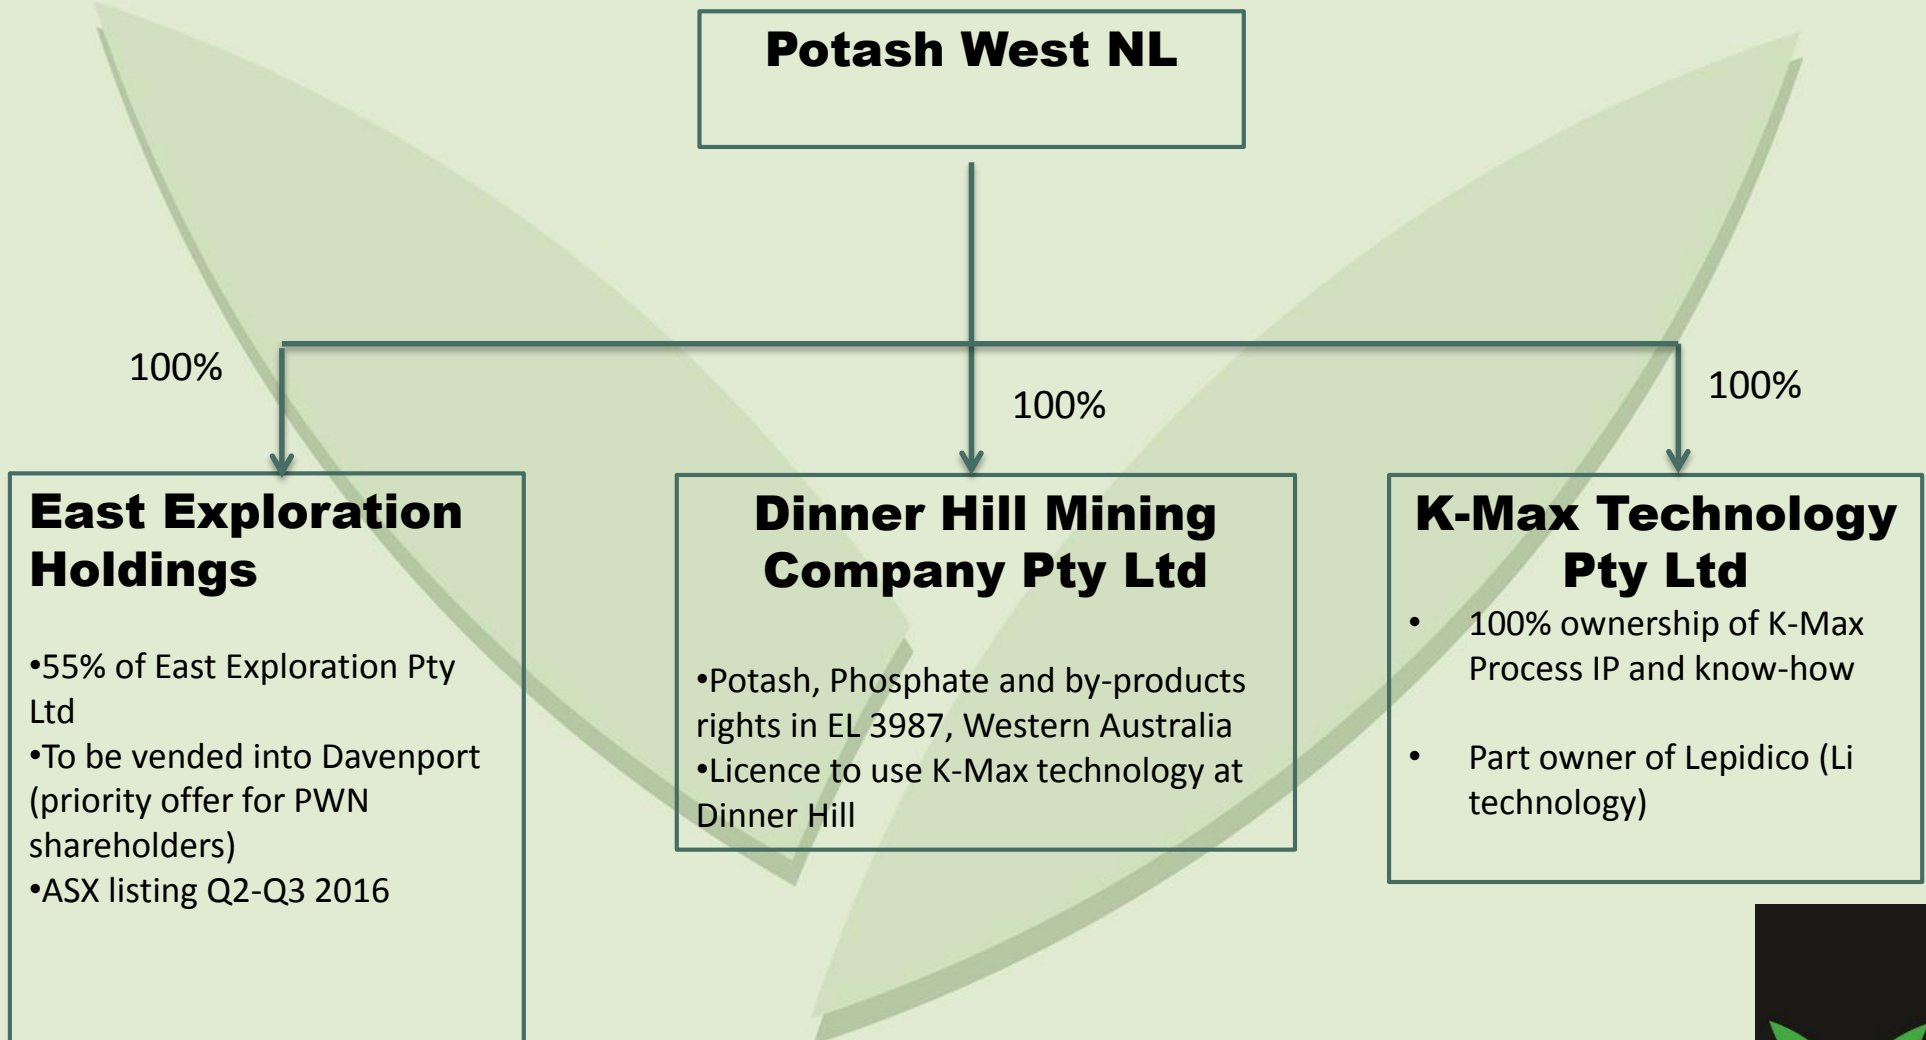 Potash West NL
100%
100%
100%
East Exploration
Holdings
•55% of East Exploration Pty
Ltd
•To be vended into Davenport
(priority offer for PWN
shareholders)
•ASX listing Q2-Q3 2016
Dinner Hill Mining
Company Pty Ltd
•Potash, Phosphate and by-products
rights in EL 3987, Western Australia
•Licence to use K-Max technology at
Dinner Hill
K-Max Technology
Pty Ltd
• 100% ownership of K-Max
Process IP and know-how
• Part owner of Lepidico (Li
technology)